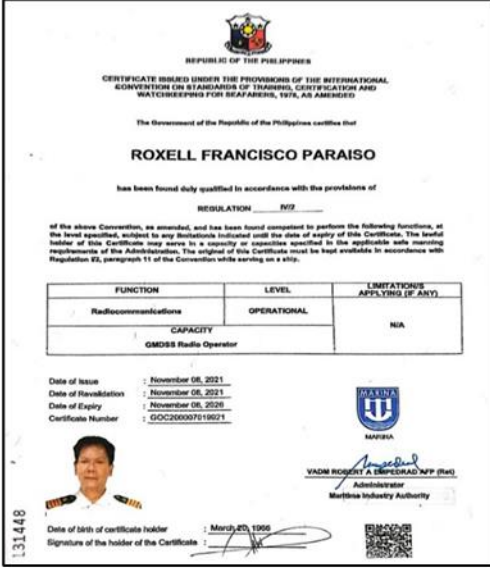 REPUBLIC OF THE PHILIPPINES
CERTIFICATE ISSUED UNDER THE PROVISIONS OF THE INTERNATIONAL
CONVENTION ON STANDARDS OF TRAINING, CERTIFICATION AND
WATCHKEEPING FOR SEAFARERS, 1978, AS AMENDED
The Government of the Republic of the Philippines certifies that
ROXELL FRANCISCO PARAISO
has been found duly qualified in accordance with the provisions of
REGULATION IV/2
of the above Convention, as amended, and has been found competent to perform the following functions, at
the level specified, subject to any limitations indicated until the date of expiry of this Certificate. The lawful
holder of this Certificate may serve in a capacity or capacities specified in the applicable safe manning
requirements of the Administration. The original of this Certificate must be kept available in accordance with
Regulation I/2, paragraph 11 of the Convention while serving on a ship.
FUNCTION LEVEL LIMITATION/S
APPLYING (IF ANY)
Radiocommunications OPERATIONAL N/A
CAPACITY
GMDSS Radio Operator
Date of Issue : November 08, 2021
Date of Revalidation : November 08, 2021
Date of Expiry : November 08, 2026
Certificate Number :
MARINA
MARINA
VADM ROBERT A EMPEDRAD AFP (Ret)
Administrator
Maritime Industry Authority
Date of birth of certificate holder : March 1966
Signature of the holder of the Certificate :
131448